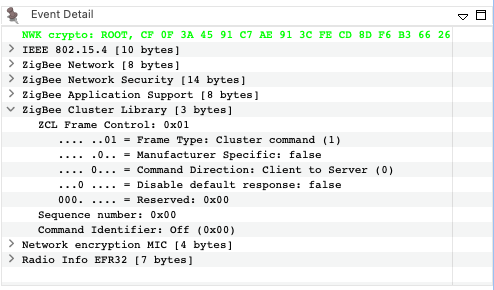 Event Detail
NWK crypto: ROOT, CF 0F 3A 45 91 C7 AE 91 3C FE CD 8D F6 B3 66 26
IEEE 802.15.4 [10 bytes]
ZigBee Network [8 bytes]
ZigBee Network Security [14 bytes]
ZigBee Application Support [8 bytes]
ZigBee Cluster Library [3 bytes]
ZCL Frame Control: 0x01
.... ..01 = Frame Type: Cluster command (1)
.... .0.. = Manufacturer Specific: false
.... 0... = Command Direction: Client to Server (0)
...0 .... = Disable default response: false
000. .... = Reserved: 0x00
Sequence number: 0x00
Command Identifier: Off (0x00)
Network encryption MIC [4 bytes]
Radio Info EFR32 [7 bytes]